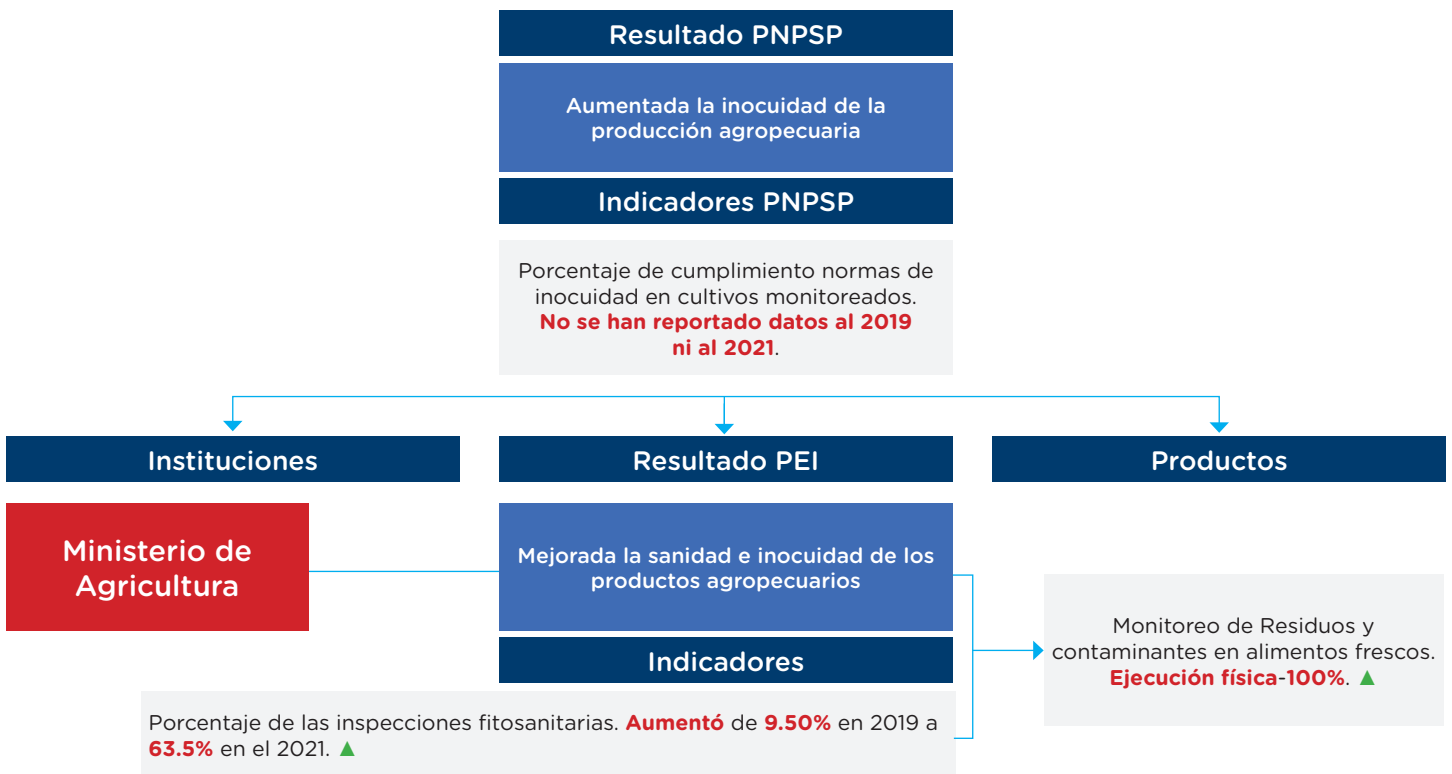 Resultado PNPSP
Aumentada la inocuidad de la
producción agropecuaria
Indicadores PNPSP
Porcentaje de cumplimiento normas de
inocuidad en cultivos monitoreados.
No se han reportado datos al 2019
ni al 2021.
Instituciones
Resultado PEI
Productos
Ministerio de
Agricultura
Mejorada la sanidad e inocuidad de los
productos agropecuarios
Indicadores
Porcentaje de las inspecciones fitosanitarias. Aumentó de 9.50% en 2019 a
63.5% en el 2021. ▲
Monitoreo de Residuos y
contaminantes en alimentos frescos.
Ejecución física-100%. ▲